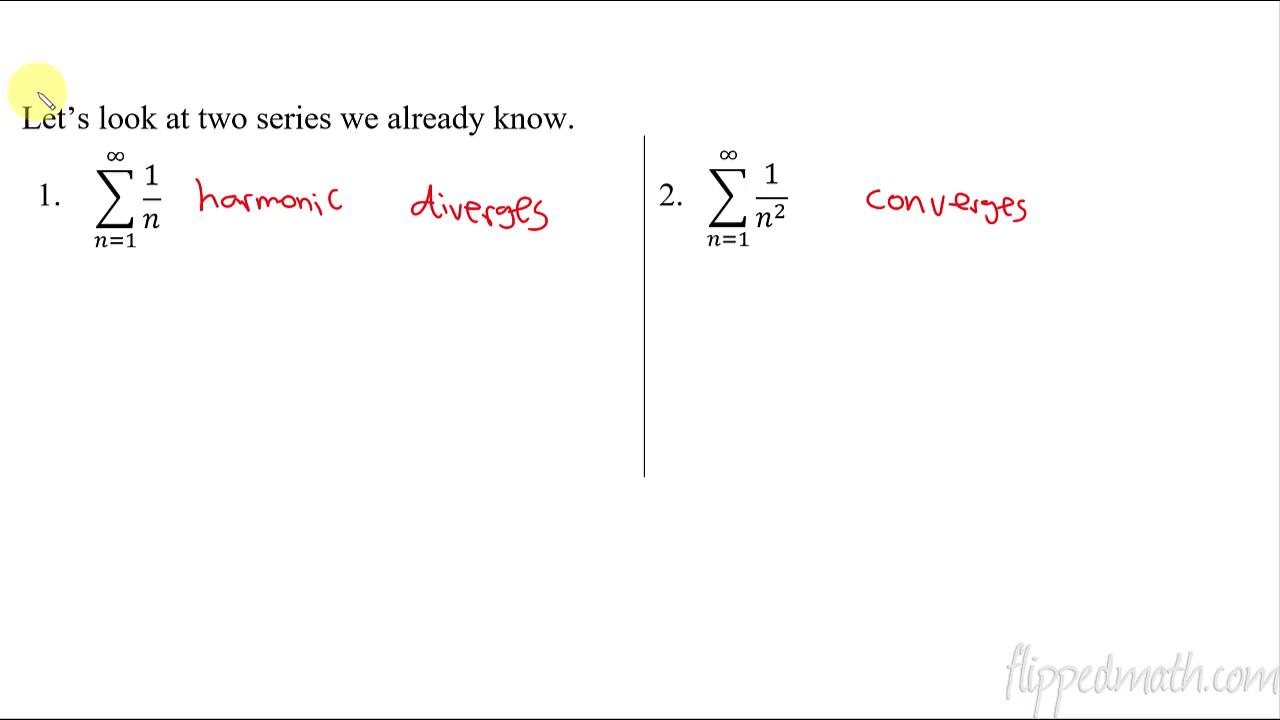 Let's look at two series we already know.
1. ∞ ∑ n=1 1/n harmonic diverges
2. ∞ ∑ n=1 1/n² converges
flippedmath.com